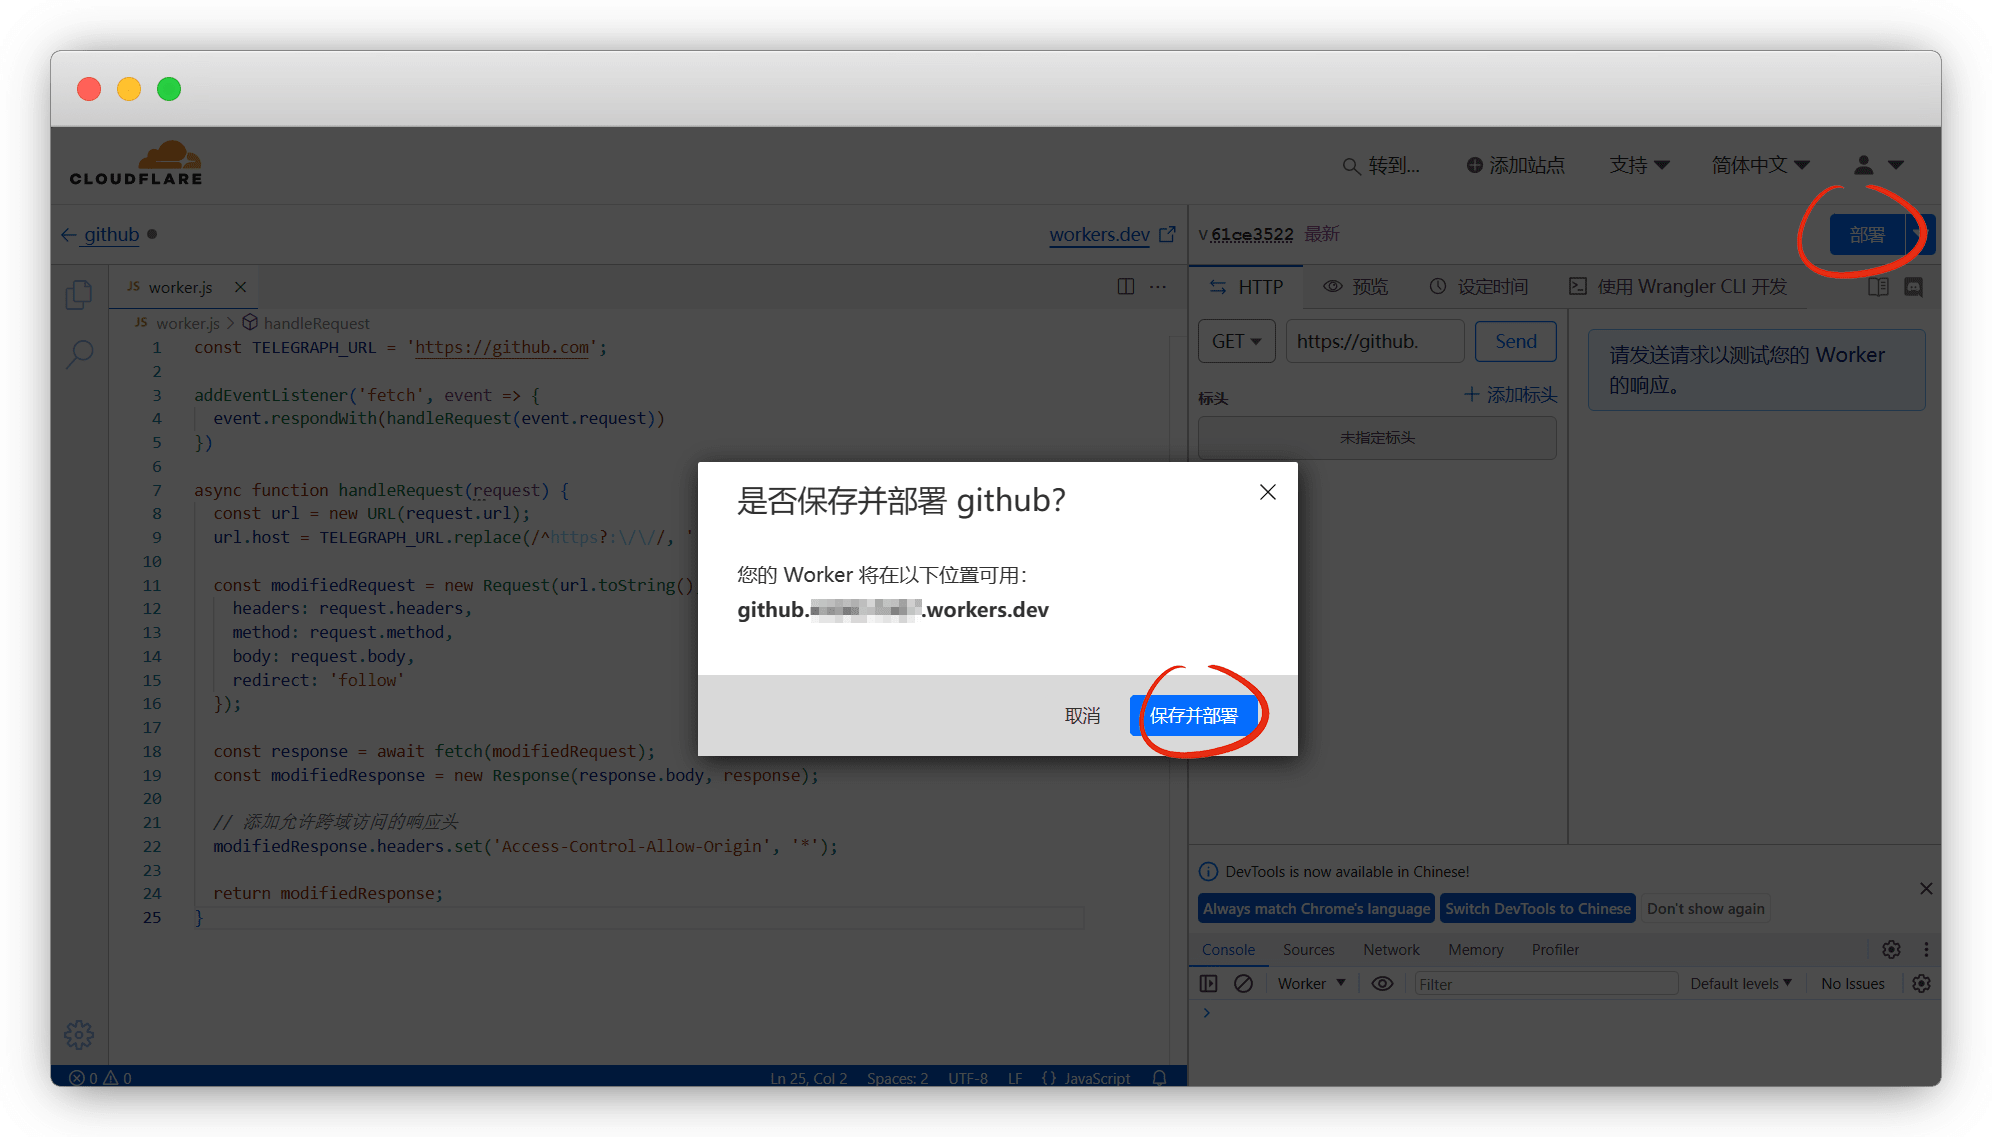 CLOUDFLARE
转到...
添加站点
支持
简体中文
github
workers.dev
v 61ce3522 最新
部署
JS worker.js
HTTP
预览
设定时间
使用 Wrangler CLI 开发
JS worker.js > handleRequest
GET
https://github.
Send
请发送请求以测试您的 Worker
的响应。
标头
添加标头
未指定标头
1 const TELEGRAPH_URL = 'https://github.com';
2
3 addEventListener('fetch', event => {
4 event.respondWith(handleRequest(event.request))
5 })
6
7 async function handleRequest(request) {
8 const url = new URL(request.url);
9 url.host = TELEGRAPH_URL.replace(/^https?:\/\//, '
10
11 const modifiedRequest = new Request(url.toString()
12 headers: request.headers,
13 method: request.method,
14 body: request.body,
15 redirect: 'follow'
16 });
17
18 const response = await fetch(modifiedRequest);
19 const modifiedResponse = new Response(response.body, response);
20
21 // 添加允许跨域访问的响应头
22 modifiedResponse.headers.set('Access-Control-Allow-Origin', '*');
23
24 return modifiedResponse;
25 }
是否保存并部署 github?
您的 Worker 将在以下位置可用：
github. .workers.dev
取消
保存并部署
DevTools is now available in Chinese!
Always match Chrome's language
Switch DevTools to Chinese
Don't show again
Console
Sources
Network
Memory
Profiler
Worker
Filter
Default levels
No Issues
0 0
Ln 25, Col 2
Spaces: 2
UTF-8
LF
{} JavaScript